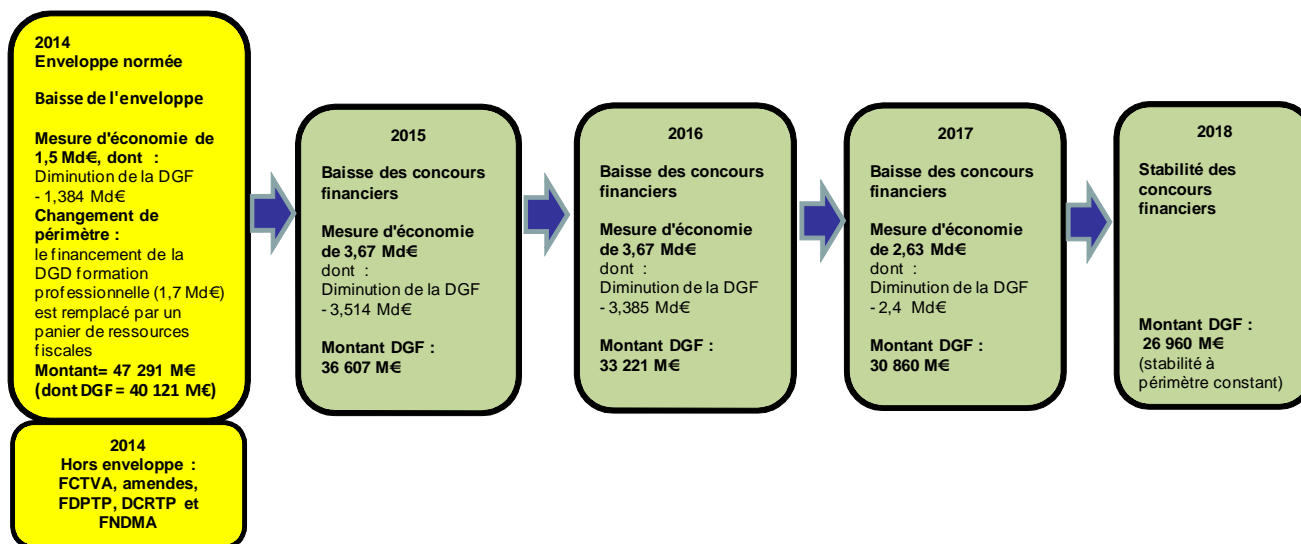 2014
Enveloppe normée
Baisse de l'enveloppe
Mesure d'économie de
1,5 Md€, dont :
Diminution de la DGF
- 1,384 Md€
Changement de
périmètre :
le financement de la
DGD formation
professionnelle (1,7 Md€)
est remplacé par un
panier de ressources
fiscales
Montant= 47 291 M€
(dont DGF= 40 121 M€)
2014
Hors enveloppe :
FCTVA, amendes,
FDPTP, DCRTP et
FNDMA
2015
Baisse des concours
financiers
Mesure d'économie
de 3,67 Md€
dont :
Diminution de la DGF
- 3,514 Md€
Montant DGF :
36 607 M€
2016
Baisse des concours
financiers
Mesure d'économie
de 3,67 Md€
dont :
Diminution de la DGF
- 3,385 Md€
Montant DGF :
33 221 M€
2017
Baisse des concours
financiers
Mesure d'économie
de 2,63 Md€
dont :
Diminution de la DGF
- 2,4 Md€
Montant DGF :
30 860 M€
2018
Stabilité des
concours
financiers
Montant DGF :
26 960 M€
(stabilité à
périmètre constant)